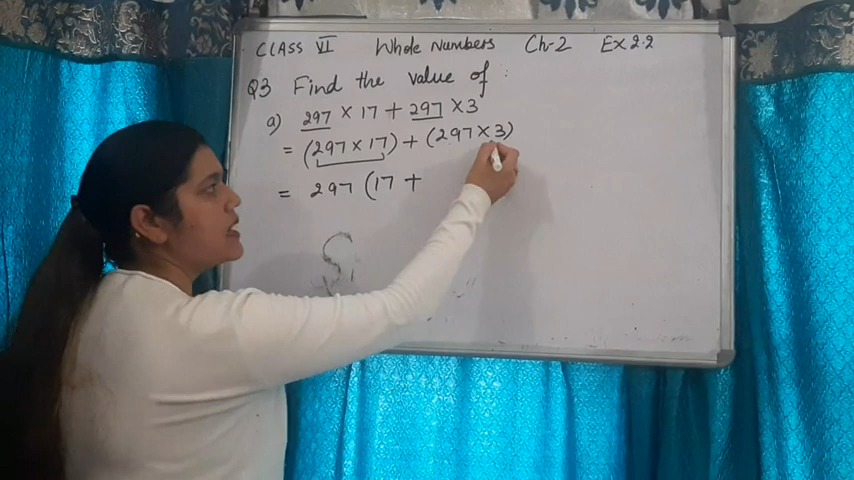 CLASS VI Whole Numbers Ch-2 Ex 2.2
Q3 Find the value of :
a) 297 × 17 + 297 × 3
= (297 × 17) + (297 × 3)
= 297 (17 +